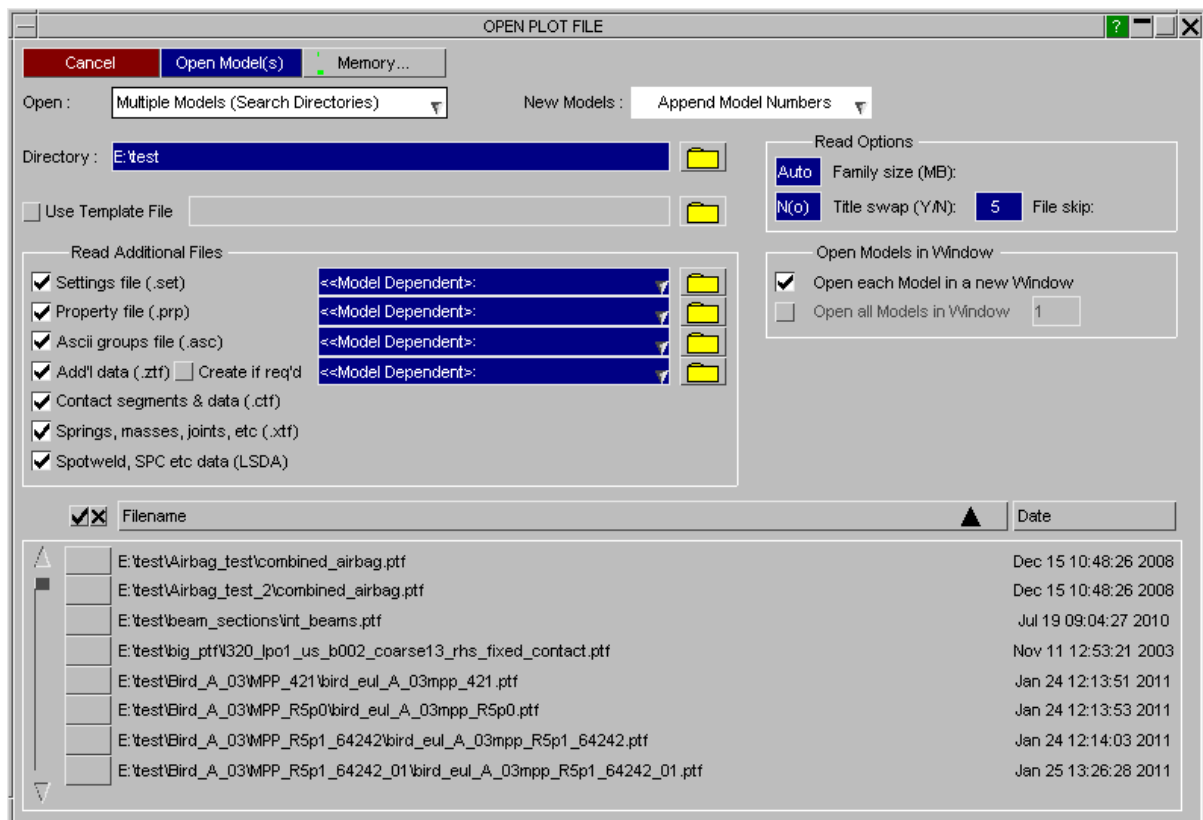 OPEN PLOT FILE
?
Cancel Open Model(s) Memory...
Open : Multiple Models (Search Directories) New Models : Append Model Numbers
Directory : E:\test
Read Options
Auto Family size (MB):
N(o) Title swap (Y/N): 5 File skip:
Use Template File
Read Additional Files
Settings file (.set) <<Model Dependent>:
Property file (.prp) <<Model Dependent>:
Ascii groups file (.asc) <<Model Dependent>:
Add'l data (.ztf) Create if req'd <<Model Dependent>:
Contact segments & data (.ctf)
Springs, masses, joints, etc (.xtf)
Spotweld, SPC etc data (LSDA)
Open Models in Window
Open each Model in a new Window
Open all Models in Window 1
Filename Date
E:\test\Airbag_test\combined_airbag.ptf Dec 15 10:48:26 2008
E:\test\Airbag_test_2\combined_airbag.ptf Dec 15 10:48:26 2008
E:\test\beam_sections\int_beams.ptf Jul 19 09:04:27 2010
E:\test\big_ptf\l320_lpo1_us_b002_coarse13_rhs_fixed_contact.ptf Nov 11 12:53:21 2003
E:\test\Bird_A_03\MPP_421\bird_eul_A_03mpp_421.ptf Jan 24 12:13:51 2011
E:\test\Bird_A_03\MPP_R5p0\bird_eul_A_03mpp_R5p0.ptf Jan 24 12:13:53 2011
E:\test\Bird_A_03\MPP_R5p1_64242\bird_eul_A_03mpp_R5p1_64242.ptf Jan 24 12:14:03 2011
E:\test\Bird_A_03\MPP_R5p1_64242_01\bird_eul_A_03mpp_R5p1_64242_01.ptf Jan 25 13:26:28 2011